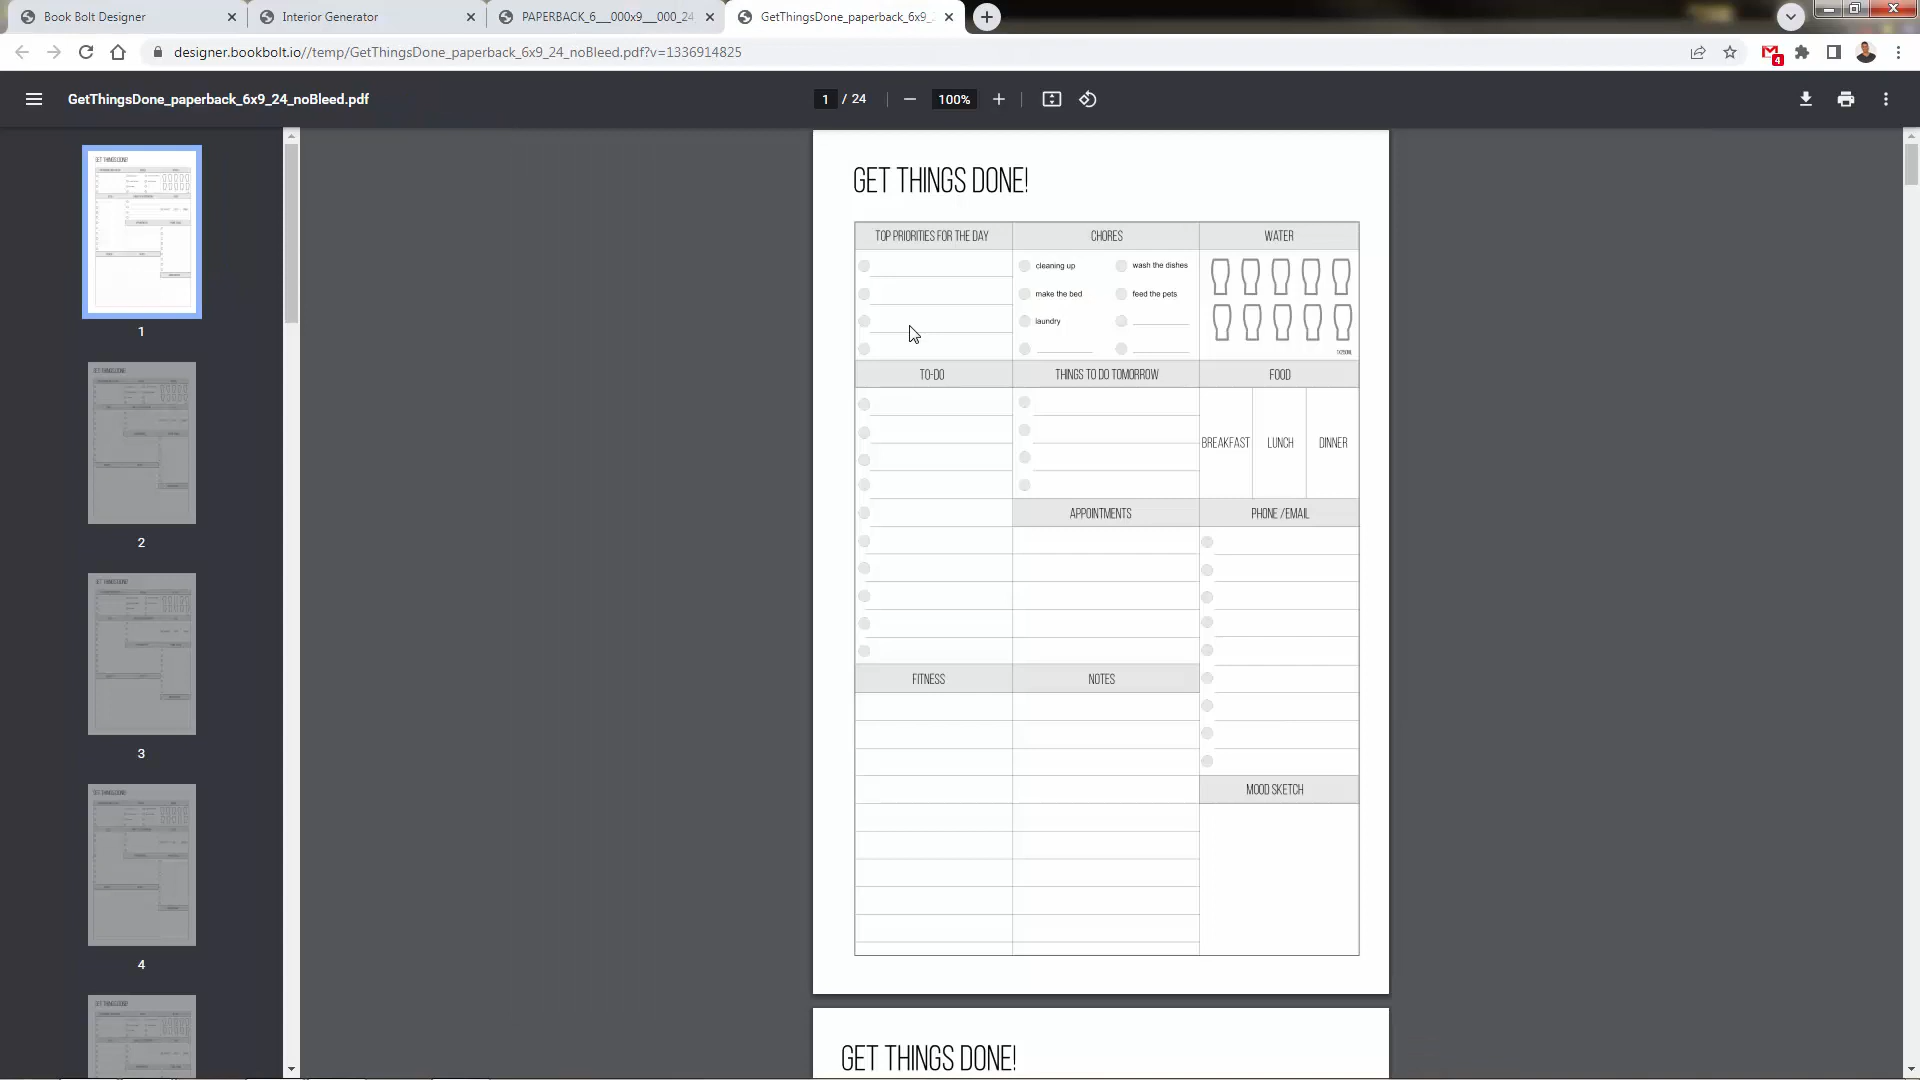 Book Bolt Designer
Interior Generator
PAPERBACK_6__000x9__000_24
GetThingsDone_paperback_6x9_
designer.bookbolt.io//temp/GetThingsDone_paperback_6x9_24_noBleed.pdf?v=1336914825
4
GetThingsDone_paperback_6x9_24_noBleed.pdf
1 / 24
100%
1
2
3
4
GET THINGS DONE!
TOP PRIORITIES FOR THE DAY
CHORES
WATER
cleaning up
wash the dishes
make the bed
feed the pets
laundry
TO-DO
THINGS TO DO TOMORROW
FOOD
BREAKFAST
LUNCH
DINNER
APPOINTMENTS
PHONE /EMAIL
FITNESS
NOTES
MOOD SKETCH
GET THINGS DONE!